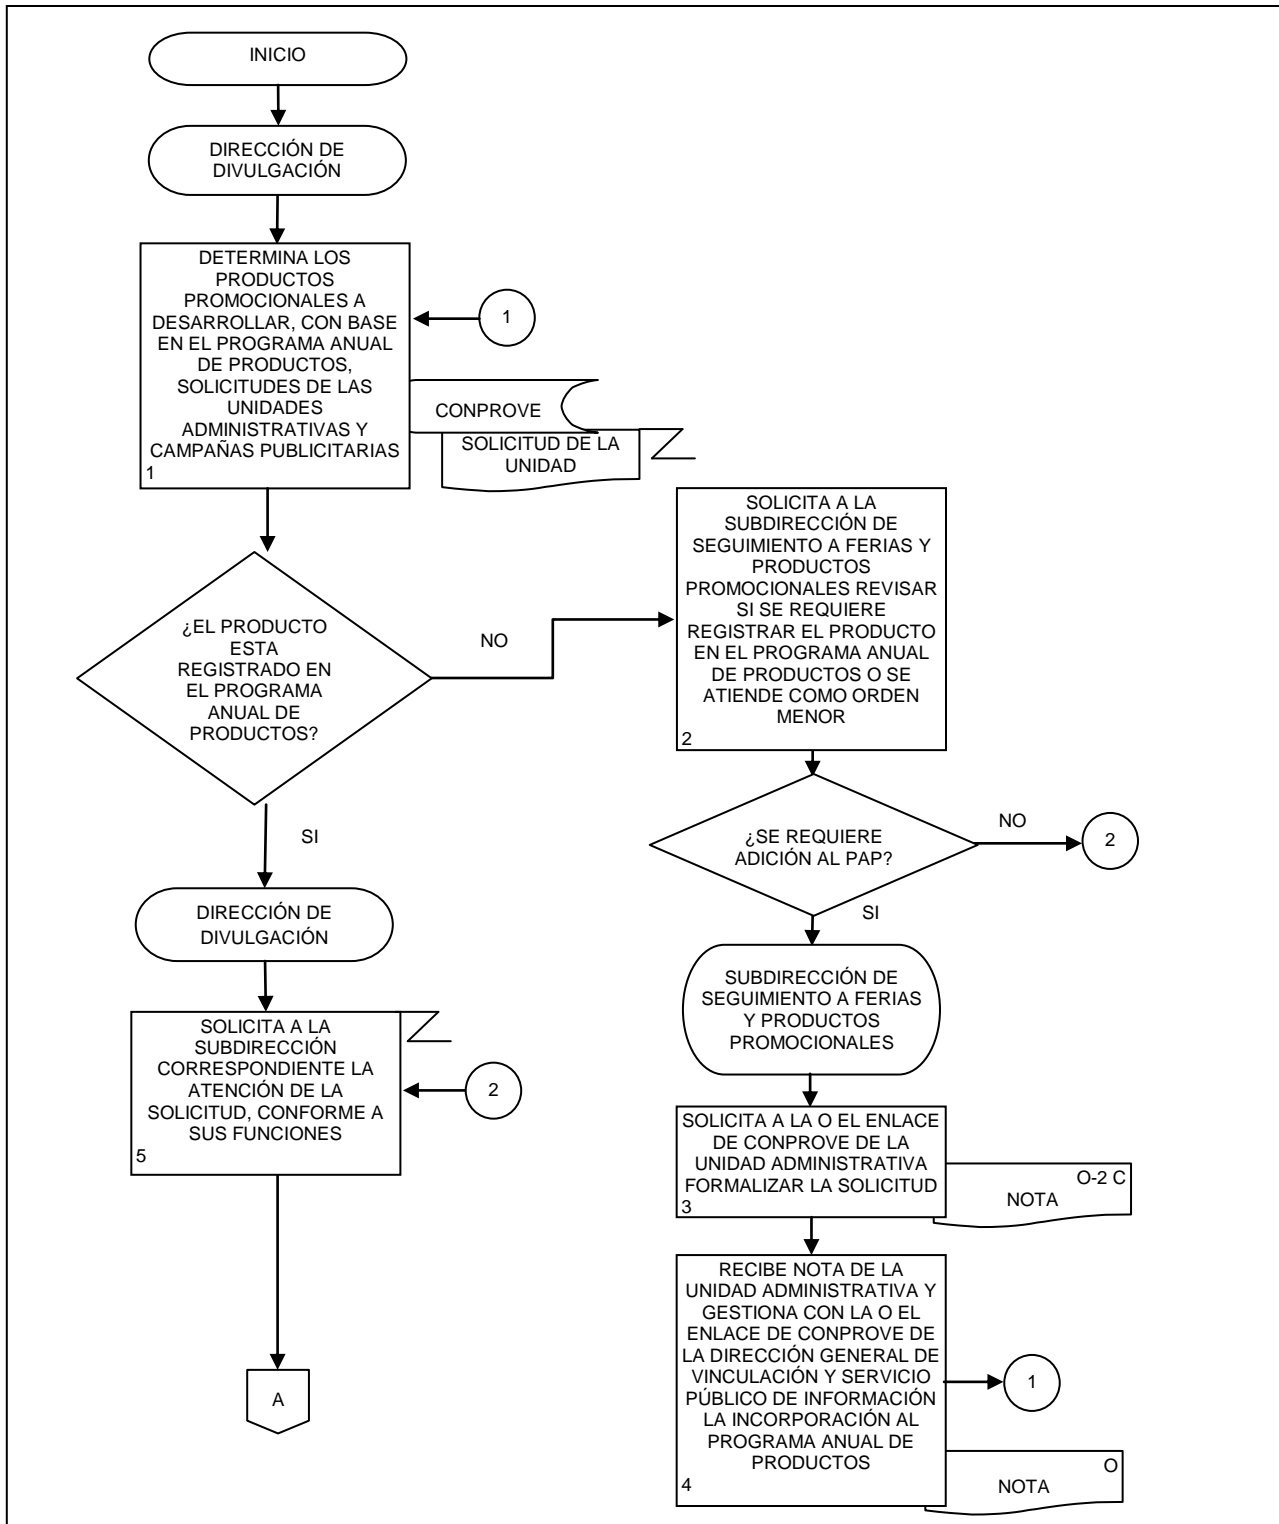 INICIO
DIRECCIÓN DE
DIVULGACIÓN
DETERMINA LOS
PRODUCTOS
PROMOCIONALES A
DESARROLLAR, CON BASE
EN EL PROGRAMA ANUAL
DE PRODUCTOS,
SOLICITUDES DE LAS
UNIDADES
ADMINISTRATIVAS Y
CAMPAÑAS PUBLICITARIAS
1
1
CONPROVE
SOLICITUD DE LA
UNIDAD
¿EL PRODUCTO
ESTA
REGISTRADO EN
EL PROGRAMA
ANUAL DE
PRODUCTOS?
NO
SOLICITA A LA
SUBDIRECCIÓN DE
SEGUIMIENTO A FERIAS Y
PRODUCTOS
PROMOCIONALES REVISAR
SI SE REQUIERE
REGISTRAR EL PRODUCTO
EN EL PROGRAMA ANUAL
DE PRODUCTOS O SE
ATIENDE COMO ORDEN
MENOR
2
¿SE REQUIERE
ADICIÓN AL PAP?
NO
2
SI
SUBDIRECCIÓN DE
SEGUIMIENTO A FERIAS
Y PRODUCTOS
PROMOCIONALES
SOLICITA A LA O EL ENLACE
DE CONPROVE DE LA
UNIDAD ADMINISTRATIVA
FORMALIZAR LA SOLICITUD
3
O-2 C
NOTA
RECIBE NOTA DE LA
UNIDAD ADMINISTRATIVA Y
GESTIONA CON LA O EL
ENLACE DE CONPROVE DE
LA DIRECCIÓN GENERAL DE
VINCULACIÓN Y SERVICIO
PÚBLICO DE INFORMACIÓN
LA INCORPORACIÓN AL
PROGRAMA ANUAL DE
PRODUCTOS
4
1
O
NOTA
SI
DIRECCIÓN DE
DIVULGACIÓN
SOLICITA A LA
SUBDIRECCIÓN
CORRESPONDIENTE LA
ATENCIÓN DE LA
SOLICITUD, CONFORME A
SUS FUNCIONES
5
2
A